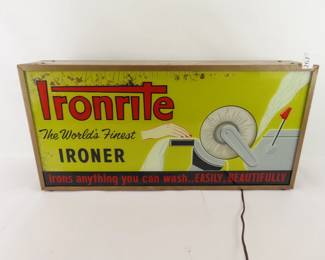 Ironrite
The World's Finest
IRONER
irons anything you can wash..EASILY, BEAUTIFULLY